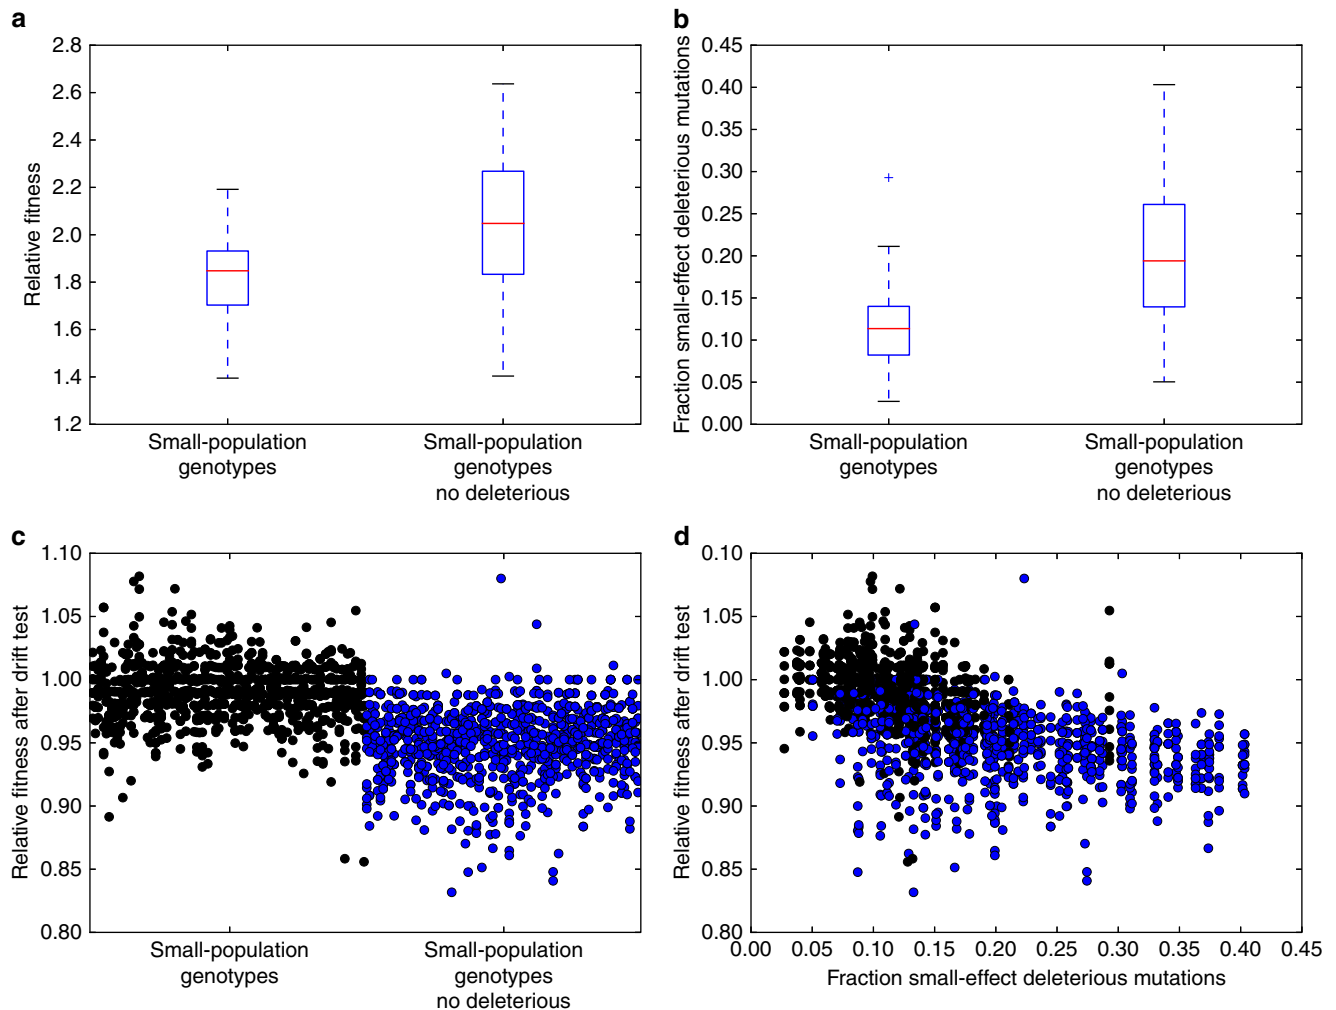 a
2.8
2.6
2.4
2.2
2.0
1.8
1.6
1.4
1.2
Relative fitness
Small-population
genotypes
Small-population
genotypes
no deleterious
b
0.45
0.40
0.35
0.30
0.25
0.20
0.15
0.10
0.05
0.00
Fraction small-effect deleterious mutations
Small-population
genotypes
Small-population
genotypes
no deleterious
c
1.10
1.05
1.00
0.95
0.90
0.85
0.80
Relative fitness after drift test
Small-population
genotypes
Small-population
genotypes
no deleterious
d
0.10
1.05
1.00
0.95
0.90
0.85
0.80
Relative fitness after drift test
0.00 0.05 0.10 0.15 0.20 0.25 0.30 0.35 0.40 0.45
Fraction small-effect deleterious mutations